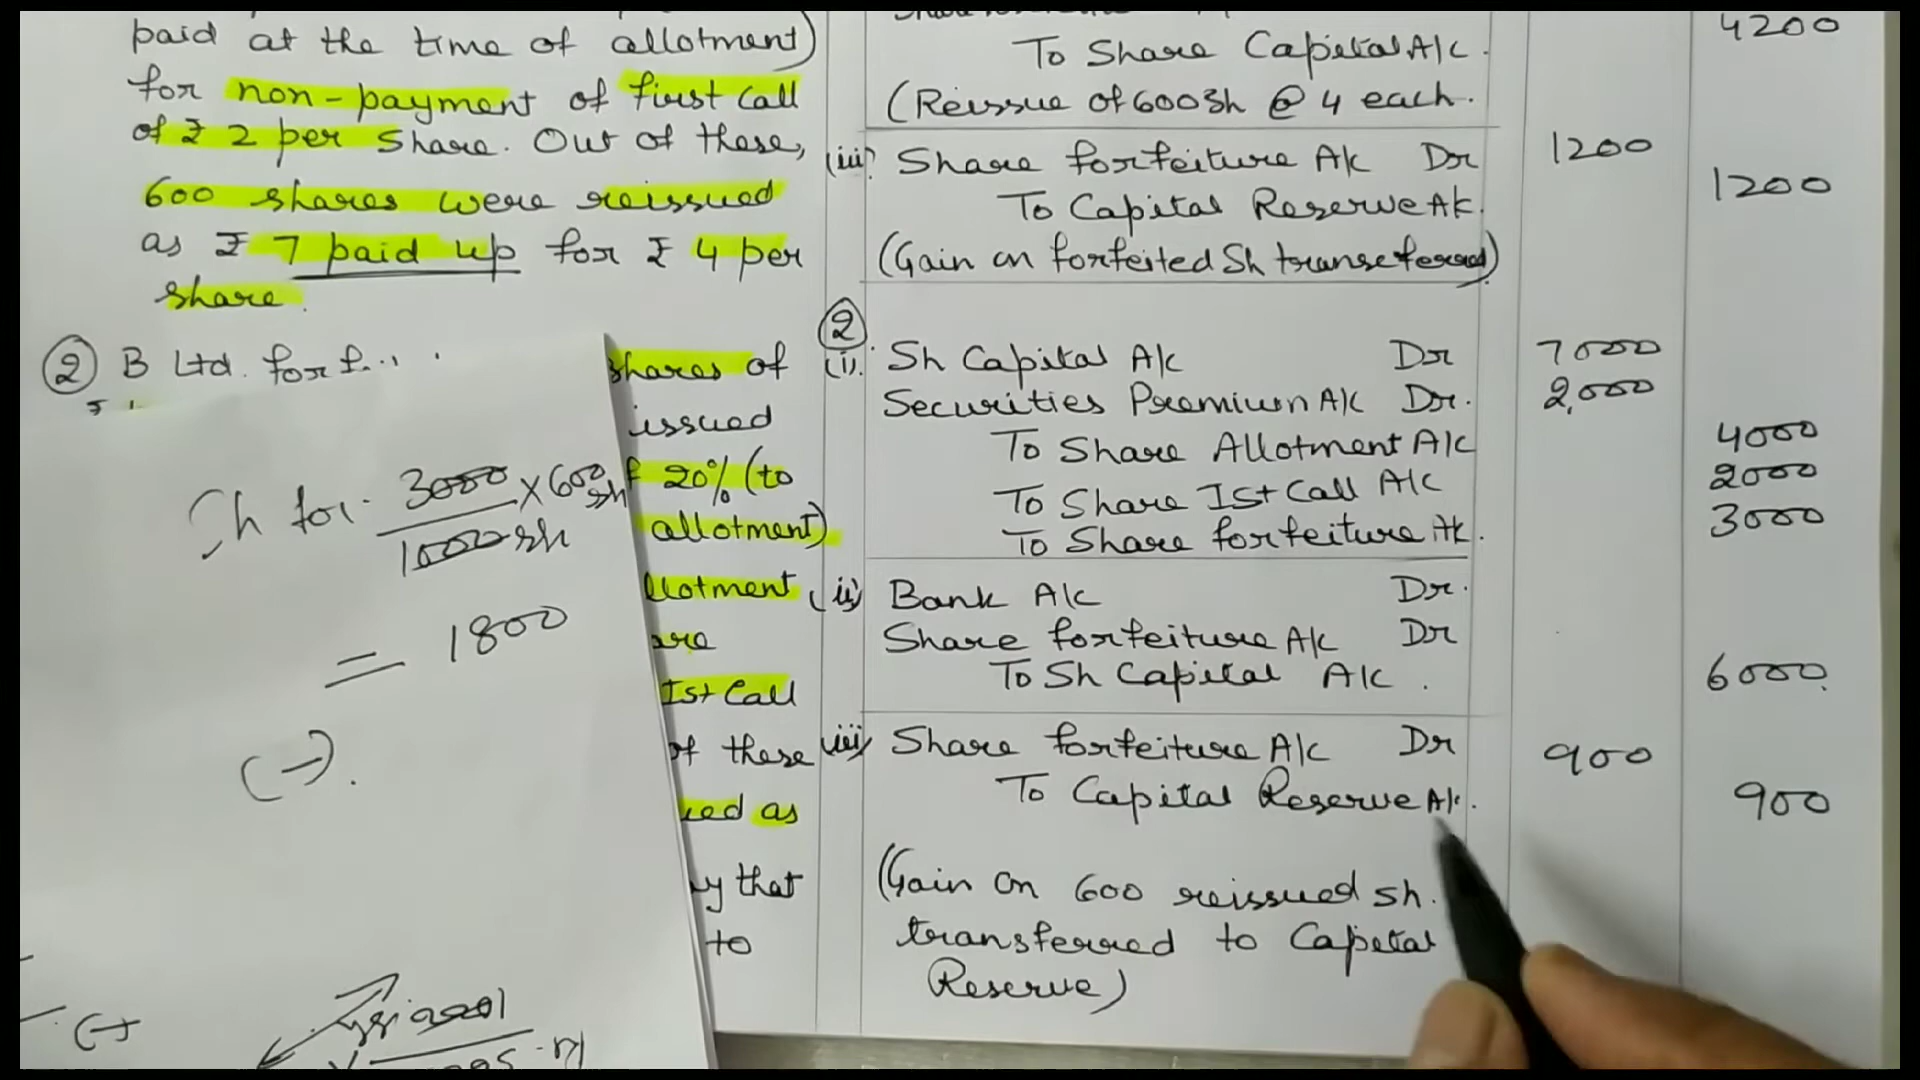 paid at the time of allotment)
for non-payment of first call
of ₹ 2 per share. Out of these,
600 shares were reissued
as ₹ 7 paid up for ₹ 4 per
share.
② B Ltd. forf
shares of
issued
20% (to
allotment)
llotment
are
Ist Call
of these
ued as
y that
to
Sh for. 3000 x 600 sh
1000 sh
= 1800
(-).
(-)
4200
To Share Capital A/c.
(Reissue of 600 sh @ 4 each.
(iii) Share forfeiture A/c Dr 1200
To Capital Reserve A/c. 1200
(Gain on forfeited Sh transeferred)
②
(i). Sh Capital A/c Dr 7000
Securities Premium A/c Dr. 2,000
To Share Allotment A/c 4000
To Share Ist Call A/c 2000
To Share forfeiture A/c. 3000
(ii) Bank A/c Dr.
Share forfeiture A/c Dr
To Sh Capital A/c. 6000.
(iii) Share forfeiture A/c Dr 900
To Capital Reserve A/c. 900
(Gain on 600 reissued sh.
transferred to Capital
Reserve)